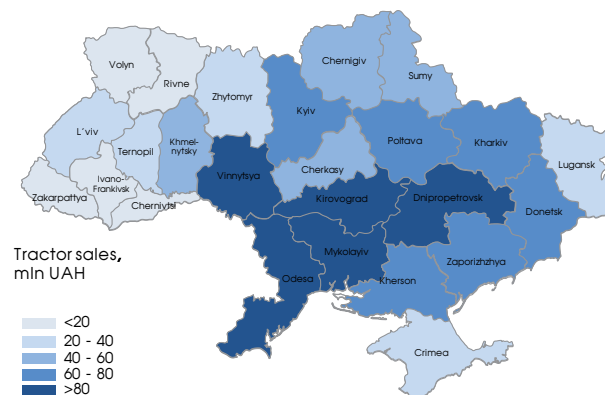 Chernigiv
Volyn
Sumy
Rivne
Zhytomyr
Kyiv
L'viv
Poltava
Kharkiv
Khmel-
nytsky
Ternopil
Lugansk
Cherkasy
Vinnytsya
Ivano-
Frankivsk
Kirovograd
Dnipropetrovsk
Zakarpattya
Chernivtsi
Donetsk
Mykolayiv
Tractor sales,
mln UAH
Zaporizhzhya
Odesa
Kherson
<20
20 - 40
40 - 60
60 - 80
>80
Crimea